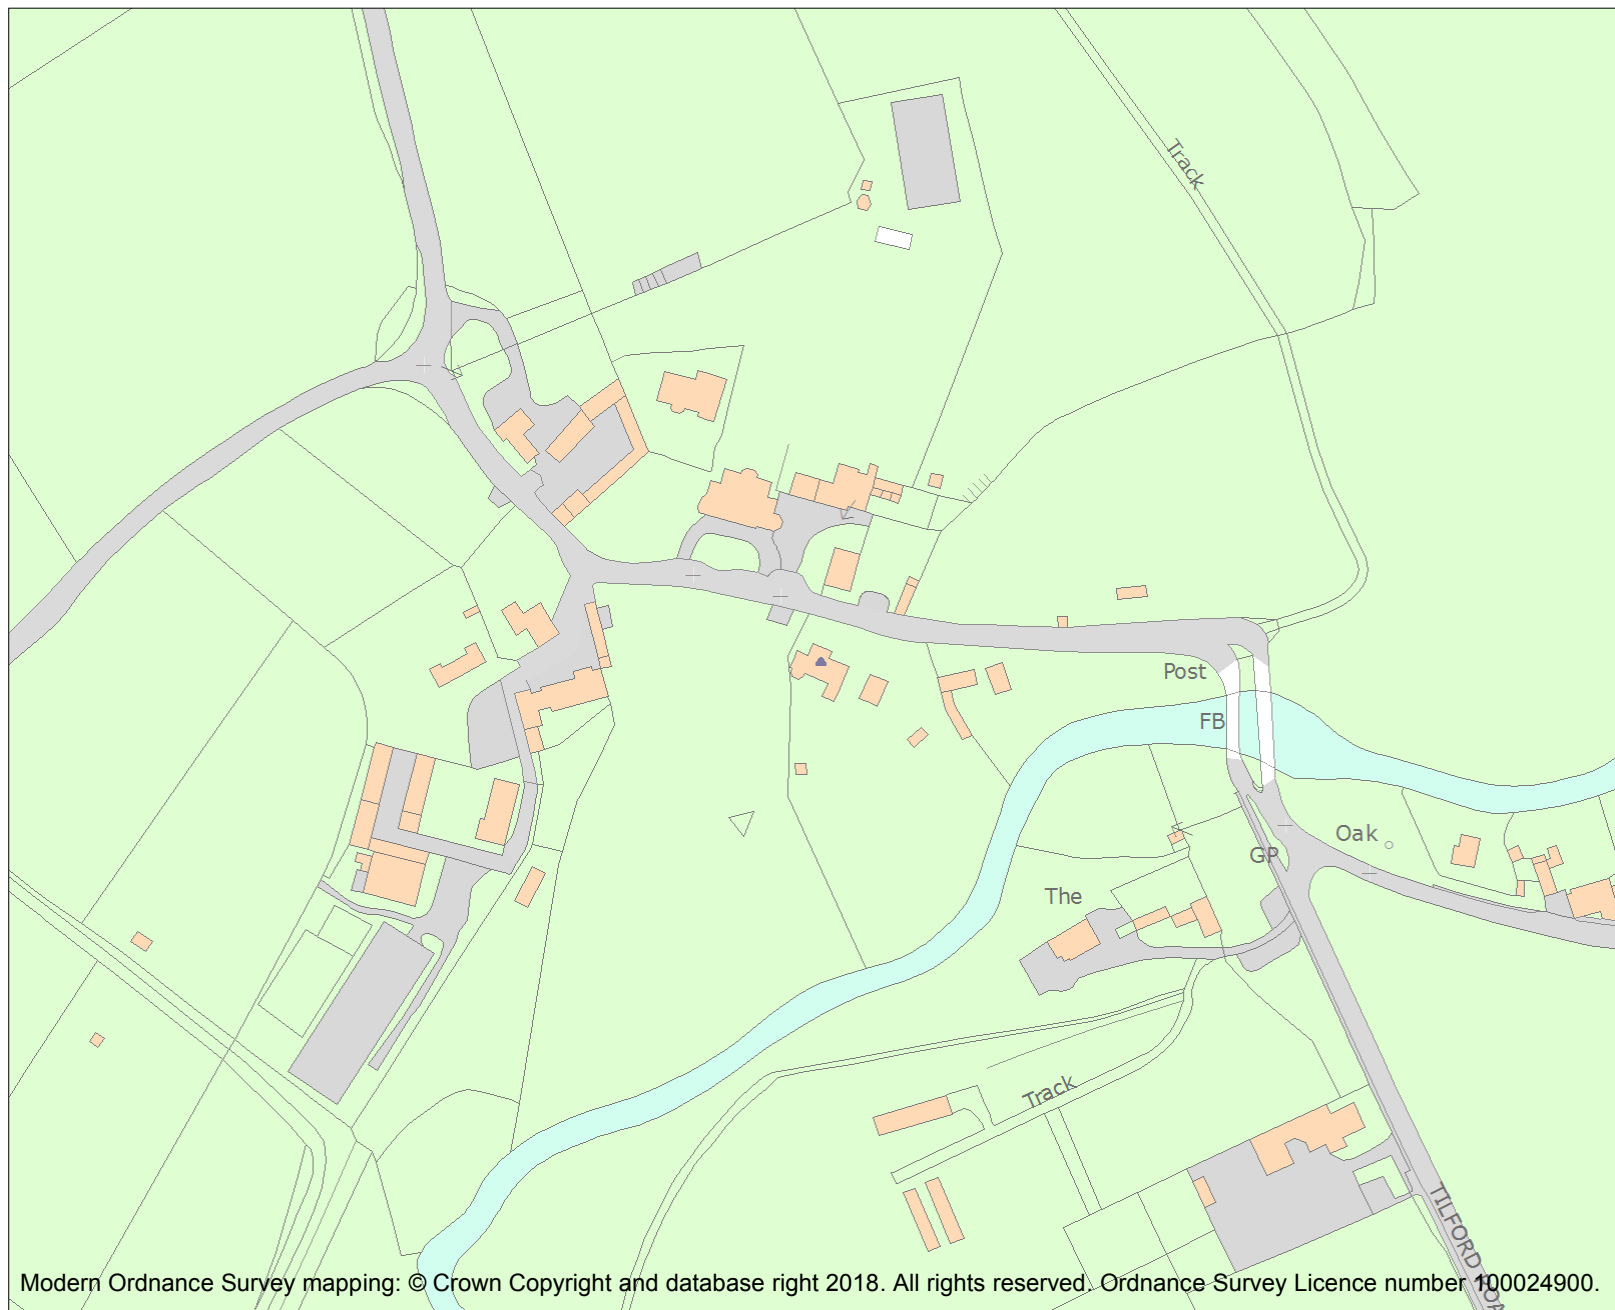 Track
Post
FB
Oak
GP
The
Track
TILFORD ROA
Modern Ordnance Survey mapping: © Crown Copyright and database right 2018. All rights reserved. Ordnance Survey Licence number 100024900.